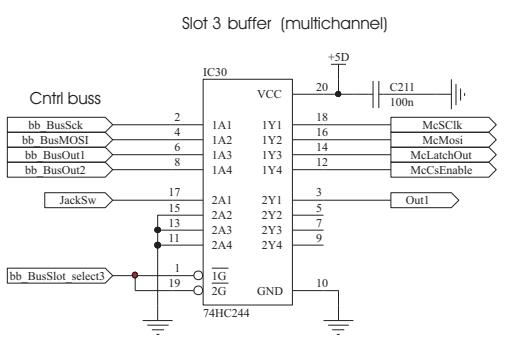 Slot 3 buffer (multichannel)
+5D
IC30
VCC
20
C211
100n
Cntrl buss
bb_BusSck
2
1A1
1Y1
18
McSClk
bb_BusMOSI
4
1A2
1Y2
16
McMosi
bb_BusOut1
6
1A3
1Y3
14
McLatchOut
bb_BusOut2
8
1A4
1Y4
12
McCsEnable
JackSw
17
2A1
2Y1
3
Out1
15
2A2
2Y2
5
13
2A3
2Y3
7
11
2A4
2Y4
9
bb_BusSlot_select3
1
1G
19
2G
GND
10
74HC244